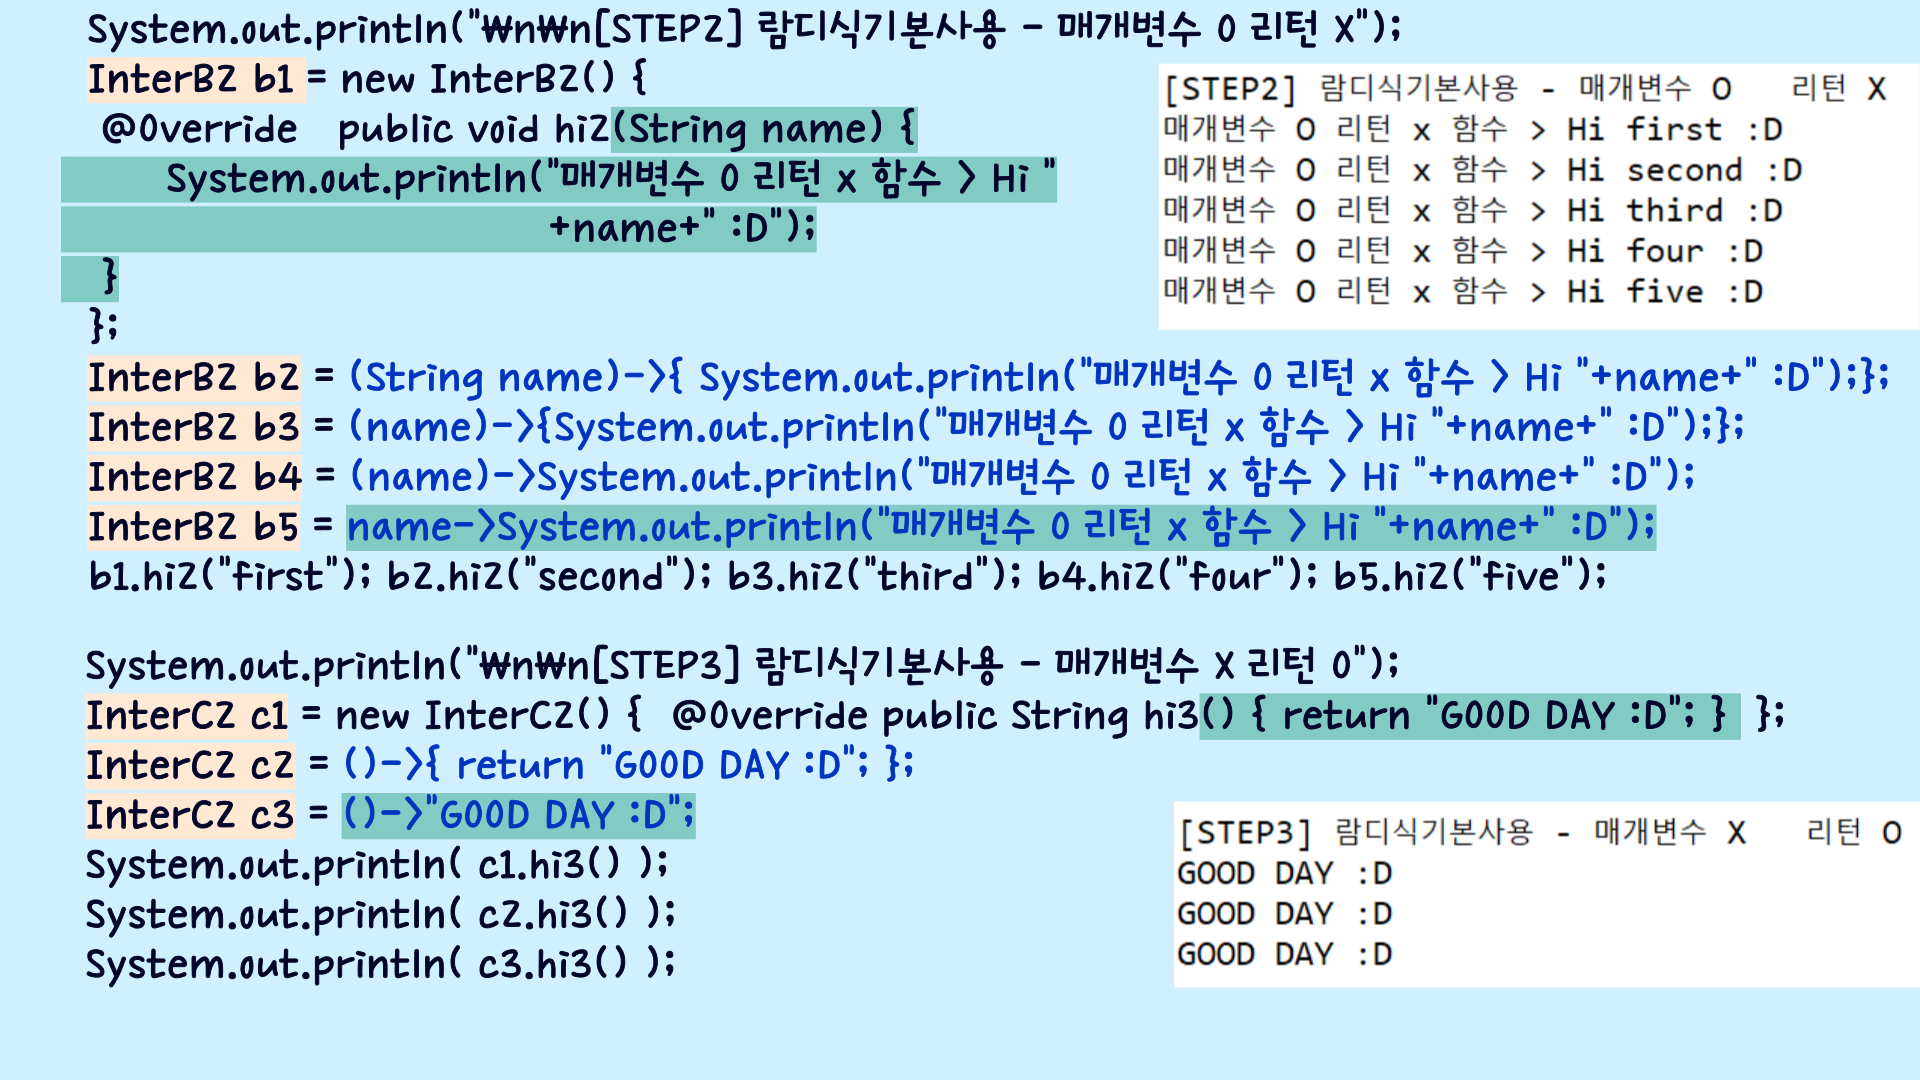 System.out.println("₩n₩n[STEP2] 람디식기본사용 - 매개변수 O 리턴 X");
InterB2 b1 = new InterB2() {
@Override public void hi2(String name) {
System.out.println("매개변수 O 리턴 x 함수 > Hi "
+name+" :D");
}
};
InterB2 b2 = (String name)->{ System.out.println("매개변수 O 리턴 x 함수 > Hi "+name+" :D");};
InterB2 b3 = (name)->{System.out.println("매개변수 O 리턴 x 함수 > Hi "+name+" :D");};
InterB2 b4 = (name)->System.out.println("매개변수 O 리턴 x 함수 > Hi "+name+" :D");
InterB2 b5 = name->System.out.println("매개변수 O 리턴 x 함수 > Hi "+name+" :D");
b1.hi2("first"); b2.hi2("second"); b3.hi2("third"); b4.hi2("four"); b5.hi2("five");
[STEP2] 람디식기본사용 - 매개변수 O 리턴 X
매개변수 O 리턴 x 함수 > Hi first :D
매개변수 O 리턴 x 함수 > Hi second :D
매개변수 O 리턴 x 함수 > Hi third :D
매개변수 O 리턴 x 함수 > Hi four :D
매개변수 O 리턴 x 함수 > Hi five :D
System.out.println("₩n₩n[STEP3] 람디식기본사용 - 매개변수 X 리턴 O");
InterC2 c1 = new InterC2() { @Override public String hi3() { return "GOOD DAY :D"; } };
InterC2 c2 = ()->{ return "GOOD DAY :D"; };
InterC2 c3 = ()->"GOOD DAY :D";
System.out.println( c1.hi3() );
System.out.println( c2.hi3() );
System.out.println( c3.hi3() );
[STEP3] 람디식기본사용 - 매개변수 X 리턴 O
GOOD DAY :D
GOOD DAY :D
GOOD DAY :D